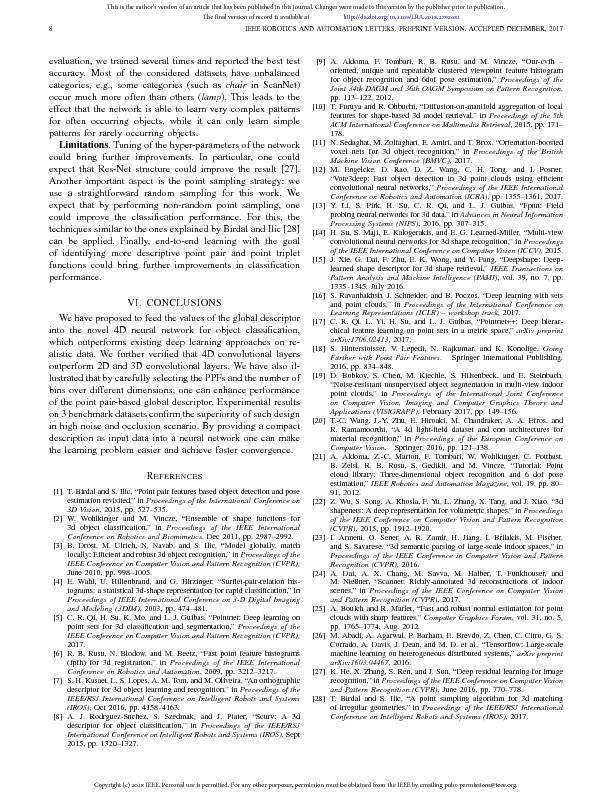 This is the author's version of an article that has been published in this journal. Changes were made to this version by the publisher prior to publication.
The final version of record is available at http://dx.doi.org/10.1109/LRA.2018.2792681
8 IEEE ROBOTICS AND AUTOMATION LETTERS. PREPRINT VERSION. ACCEPTED DECEMBER, 2017
evaluation, we trained several times and reported the best test
accuracy. Most of the considered datasets have unbalanced
categories, e.g., some categories (such as chair in ScanNet)
occur much more often than others (lamp). This leads to the
effect that the network is able to learn very complex patterns
for often occurring objects, while it can only learn simple
patterns for rarely occurring objects.
Limitations. Tuning of the hyper-parameters of the network
could bring further improvements. In particular, one could
expect that Res-Net structure could improve the result [27].
Another important aspect is the point sampling strategy: we
use a straightforward random sampling for this work. We
expect that by performing non-random point sampling, one
could improve the classification performance. For this, the
techniques similar to the ones explained by Birdal and Ilic [28]
can be applied. Finally, end-to-end learning with the goal
of identifying more descriptive point pair and point triplet
functions could bring further improvements in classification
performance.
VI. CONCLUSIONS
We have proposed to feed the values of the global descriptor
into the novel 4D neural network for object classification,
which outperforms existing deep learning approaches on re-
alistic data. We further verified that 4D convolutional layers
outperform 2D and 3D convolutional layers. We have also il-
lustrated that by carefully selecting the PPFs and the number of
bins over different dimensions, one can enhance performance
of the point pair-based global descriptor. Experimental results
on 3 benchmark datasets confirm the superiority of such design
in high noise and occlusion scenario. By providing a compact
description as input data into a neural network one can make
the learning problem easier and achieve faster convergence.
REFERENCES
[1] T. Birdal and S. Ilic, "Point pair features based object detection and pose
estimation revisited," in Proceedings of the International Conference on
3D Vision, 2015, pp. 527–535.
[2] W. Wohlkinger and M. Vincze, "Ensemble of shape functions for
3d object classification," in Proceedings of the IEEE International
Conference on Robotics and Biomimetics, Dec 2011, pp. 2987–2992.
[3] B. Drost, M. Ulrich, N. Navab, and S. Ilic, "Model globally, match
locally: Efficient and robust 3d object recognition," in Proceedings of the
IEEE Conference on Computer Vision and Pattern Recognition (CVPR),
June 2010, pp. 998–1005.
[4] E. Wahl, U. Hillenbrand, and G. Hirzinger, "Surflet-pair-relation his-
tograms: a statistical 3d-shape representation for rapid classification," in
Proceedings of IEEE International Conference on 3-D Digital Imaging
and Modeling (3DIM), 2003, pp. 474–481.
[5] C. R. Qi, H. Su, K. Mo, and L. J. Guibas, "Pointnet: Deep learning on
point sets for 3d classification and segmentation," Proceedings of the
IEEE Conference on Computer Vision and Pattern Recognition (CVPR),
2017.
[6] R. B. Rusu, N. Blodow, and M. Beetz, "Fast point feature histograms
(fpfh) for 3d registration," in Proceedings of the IEEE International
Conference on Robotics and Automation, 2009, pp. 3212–3217.
[7] S. H. Kasaei, L. S. Lopes, A. M. Tom, and M. Oliveira, "An orthographic
descriptor for 3d object learning and recognition," in Proceedings of the
IEEE/RSJ International Conference on Intelligent Robots and Systems
(IROS), Oct 2016, pp. 4158–4163.
[8] A. J. Rodrguez-Snchez, S. Szedmak, and J. Piater, "Scurv: A 3d
descriptor for object classification," in Proceedings of the IEEE/RSJ
International Conference on Intelligent Robots and Systems (IROS), Sept
2015, pp. 1320–1327.
[9] A. Aldoma, F. Tombari, R. B. Rusu, and M. Vincze, "Our-cvfh –
oriented, unique and repeatable clustered viewpoint feature histogram
for object recognition and 6dof pose estimation," Proceedings of the
Joint 34th DAGM and 36th OAGM Symposium on Pattern Recognition,
pp. 113–122, 2012.
[10] T. Furuya and R. Ohbuchi, "Diffusion-on-manifold aggregation of local
features for shape-based 3d model retrieval," in Proceedings of the 5th
ACM International Conference on Multimedia Retrieval, 2015, pp. 171–
178.
[11] N. Sedaghat, M. Zolfaghari, E. Amiri, and T. Brox, "Orientation-boosted
voxel nets for 3d object recognition," in Proceedings of the British
Machine Vision Conference (BMVC), 2017.
[12] M. Engelcke, D. Rao, D. Z. Wang, C. H. Tong, and I. Posner,
"Vote3deep: Fast object detection in 3d point clouds using efficient
convolutional neural networks," Proceedings of the IEEE International
Conference on Robotics and Automation (ICRA), pp. 1355–1361, 2017.
[13] Y. Li, S. Pirk, H. Su, C. R. Qi, and L. J. Guibas, "Fpnn: Field
probing neural networks for 3d data," in Advances in Neural Information
Processing Systems (NIPS), 2016, pp. 307–315.
[14] H. Su, S. Maji, E. Kalogerakis, and E. G. Learned-Miller, "Multi-view
convolutional neural networks for 3d shape recognition," in Proceedings
of the IEEE International Conference on Computer Vision (ICCV), 2015.
[15] J. Xie, G. Dai, F. Zhu, E. K. Wong, and Y. Fang, "Deepshape: Deep-
learned shape descriptor for 3d shape retrieval," IEEE Transactions on
Pattern Analysis and Machine Intelligence (PAMI), vol. 39, no. 7, pp.
1335–1345, July 2016.
[16] S. Ravanbakhsh, J. Schneider, and B. Poczos, "Deep learning with sets
and point clouds," in Proceedings of the International Conference on
Learning Representations (ICLR) – workshop track, 2017.
[17] C. R. Qi, L. Yi, H. Su, and L. J. Guibas, "Pointnet++: Deep hierar-
chical feature learning on point sets in a metric space," arXiv preprint
arXiv:1706.02413, 2017.
[18] S. Hinterstoisser, V. Lepetit, N. Rajkumar, and K. Konolige, Going
Further with Point Pair Features. Springer International Publishing,
2016, pp. 834–848.
[19] D. Bobkov, S. Chen, M. Kiechle, S. Hilsenbeck, and E. Steinbach,
"Noise-resistant unsupervised object segmentation in multi-view indoor
point clouds," in Proceedings of the International Joint Conference
on Computer Vision, Imaging and Computer Graphics Theory and
Applications (VISIGRAPP), February 2017, pp. 149–156.
[20] T.-C. Wang, J.-Y. Zhu, E. Hiroaki, M. Chandraker, A. A. Efros, and
R. Ramamoorthi, "A 4d light-field dataset and cnn architectures for
material recognition," in Proceedings of the European Conference on
Computer Vision. Springer, 2016, pp. 121–138.
[21] A. Aldoma, Z.-C. Marton, F. Tombari, W. Wohlkinger, C. Potthast,
B. Zeisl, R. B. Rusu, S. Gedikli, and M. Vincze, "Tutorial: Point
cloud library: Three-dimensional object recognition and 6 dof pose
estimation," IEEE Robotics and Automation Magazine, vol. 19, pp. 80–
91, 2012.
[22] Z. Wu, S. Song, A. Khosla, F. Yu, L. Zhang, X. Tang, and J. Xiao, "3d
shapenets: A deep representation for volumetric shapes," in Proceedings
of the IEEE Conference on Computer Vision and Pattern Recognition
(CVPR), 2015, pp. 1912–1920.
[23] I. Armeni, O. Sener, A. R. Zamir, H. Jiang, I. Brilakis, M. Fischer,
and S. Savarese, "3d semantic parsing of large-scale indoor spaces," in
Proceedings of the IEEE Conference in Computer Vision and Pattern
Recognition (CVPR), 2016.
[24] A. Dai, A. X. Chang, M. Savva, M. Halber, T. Funkhouser, and
M. Nießner, "Scannet: Richly-annotated 3d reconstructions of indoor
scenes," in Proceedings of the IEEE Conference on Computer Vision
and Pattern Recognition (CVPR), 2017.
[25] A. Boulch and R. Marlet, "Fast and robust normal estimation for point
clouds with sharp features," Computer Graphics Forum, vol. 31, no. 5,
pp. 1765–1774, Aug. 2012.
[26] M. Abadi, A. Agarwal, P. Barham, E. Brevdo, Z. Chen, C. Citro, G. S.
Corrado, A. Davis, J. Dean, and M. D. et al., "Tensorflow: Large-scale
machine learning on heterogeneous distributed systems," arXiv preprint
arXiv:1603.04467, 2016.
[27] K. He, X. Zhang, S. Ren, and J. Sun, "Deep residual learning for image
recognition," in Proceedings of the IEEE Conference on Computer Vision
and Pattern Recognition (CVPR), June 2016, pp. 770–778.
[28] T. Birdal and S. Ilic, "A point sampling algorithm for 3d matching
of irregular geometries," in Proceedings of the IEEE/RSJ International
Conference on Intelligent Robots and Systems (IROS), 2017.
Copyright (c) 2018 IEEE. Personal use is permitted. For any other purposes, permission must be obtained from the IEEE by emailing pubs-permissions@ieee.org.